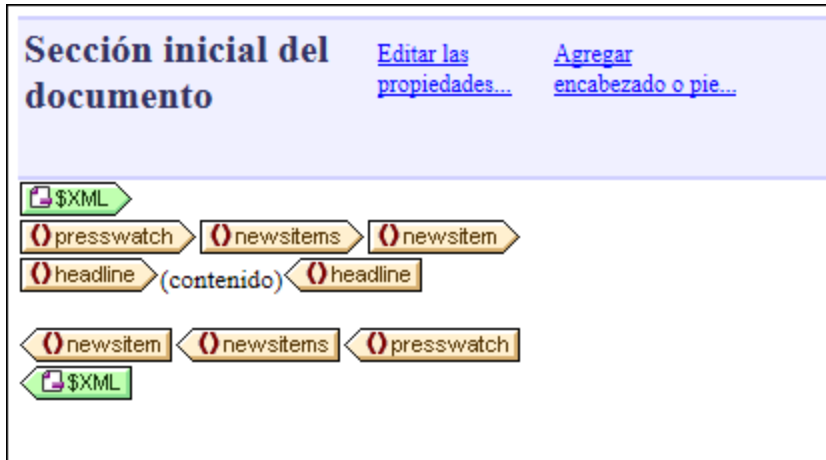 Sección inicial del documento
Editar las propiedades...
Agregar encabezado o pie...
$XML
()presswatch ()newsitems ()newsitem
()headline (contenido) ()headline
()newsitem ()newsitems ()presswatch
$XML